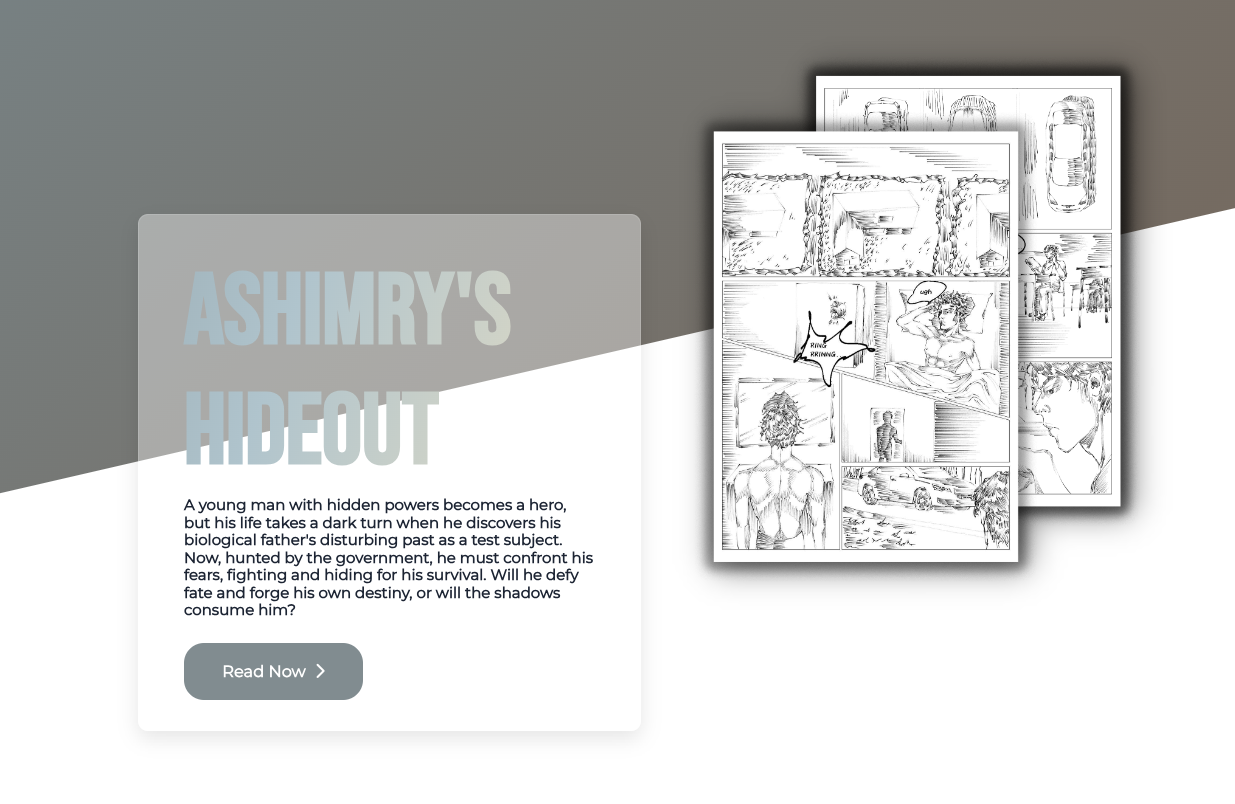 ASHIMRY'S
HIDEOUT
A young man with hidden powers becomes a hero,
but his life takes a dark turn when he discovers his
biological father's disturbing past as a test subject.
Now, hunted by the government, he must confront his
fears, fighting and hiding for his survival. Will he defy
fate and forge his own destiny, or will the shadows
consume him?
Read Now
ugh
RING
RRINNG..